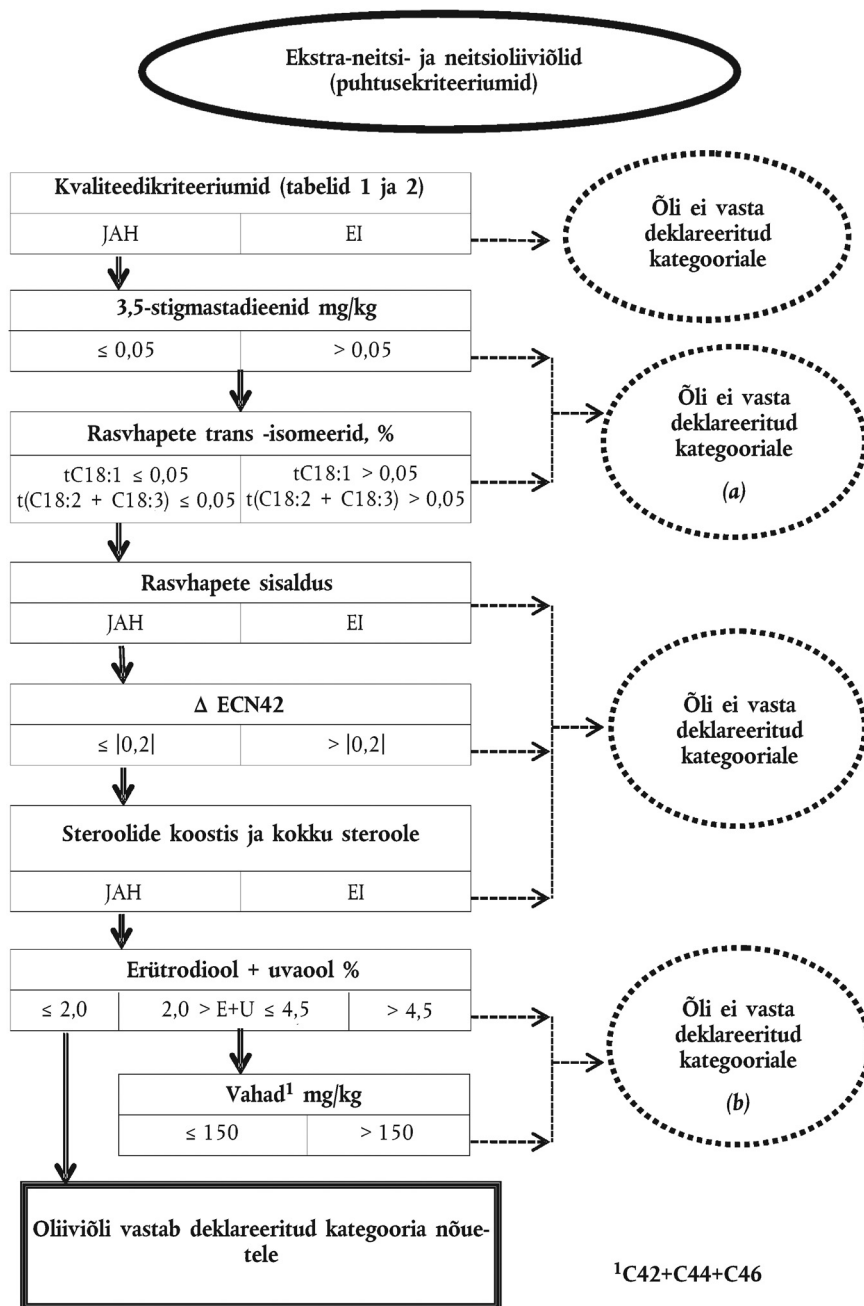 Ekstra-neitsi- ja neitsioliiviõlid
(puhtusekriteeriumid)
Kvaliteedikriteeriumid (tabelid 1 ja 2)
JAH EI
Õli ei vasta
deklareeritud
kategooriale
3,5-stigmastadieenid mg/kg
≤ 0,05 > 0,05
Rasvhapete trans -isomeerid, %
tC18:1 ≤ 0,05 tC18:1 > 0,05
t(C18:2 + C18:3) ≤ 0,05 t(C18:2 + C18:3) > 0,05
Õli ei vasta
deklareeritud
kategooriale
(a)
Rasvhapete sisaldus
JAH EI
Δ ECN42
≤ |0,2| > |0,2|
Õli ei vasta
deklareeritud
kategooriale
Steroolide koostis ja kokku steroole
JAH EI
Erütrodiool + uvaool %
≤ 2,0 2,0 > E+U ≤ 4,5 > 4,5
Vahad¹ mg/kg
≤ 150 > 150
Õli ei vasta
deklareeritud
kategooriale
(b)
Oliiviõli vastab deklareeritud kategooria nõue-
tele
¹C42+C44+C46